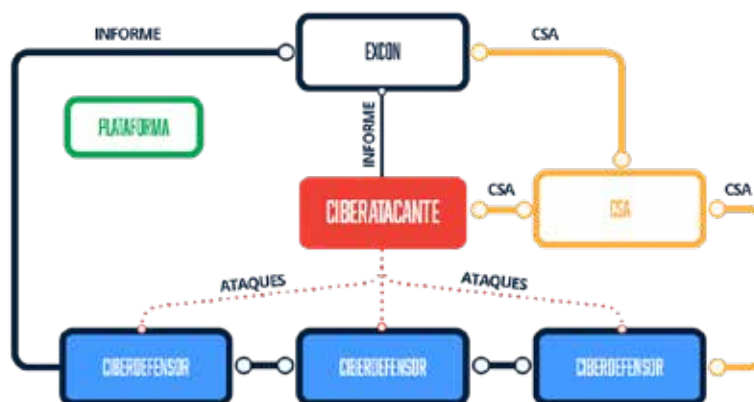 INFORME
CSA
EXCON
PLATAFORMA
INFORME
CIBERATACANTE
CSA
CSA
CSA
ATAQUES
ATAQUES
CIBERDEFENSOR
CIBERDEFENSOR
CIBERDEFENSOR